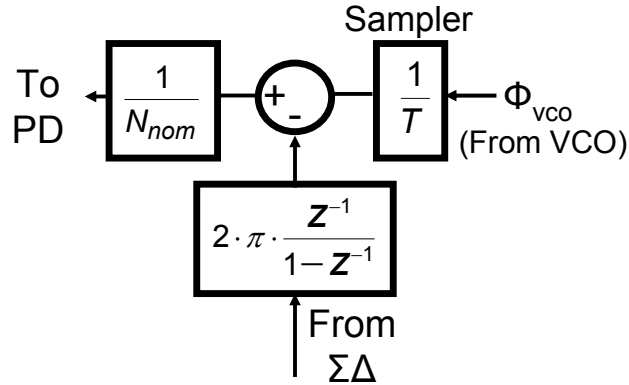 Sampler
To
PD
1
N_nom
+
-
1
T
Φ_vco
(From VCO)
2 · π · Z⁻¹ / 1 − Z⁻¹
From
ΣΔ